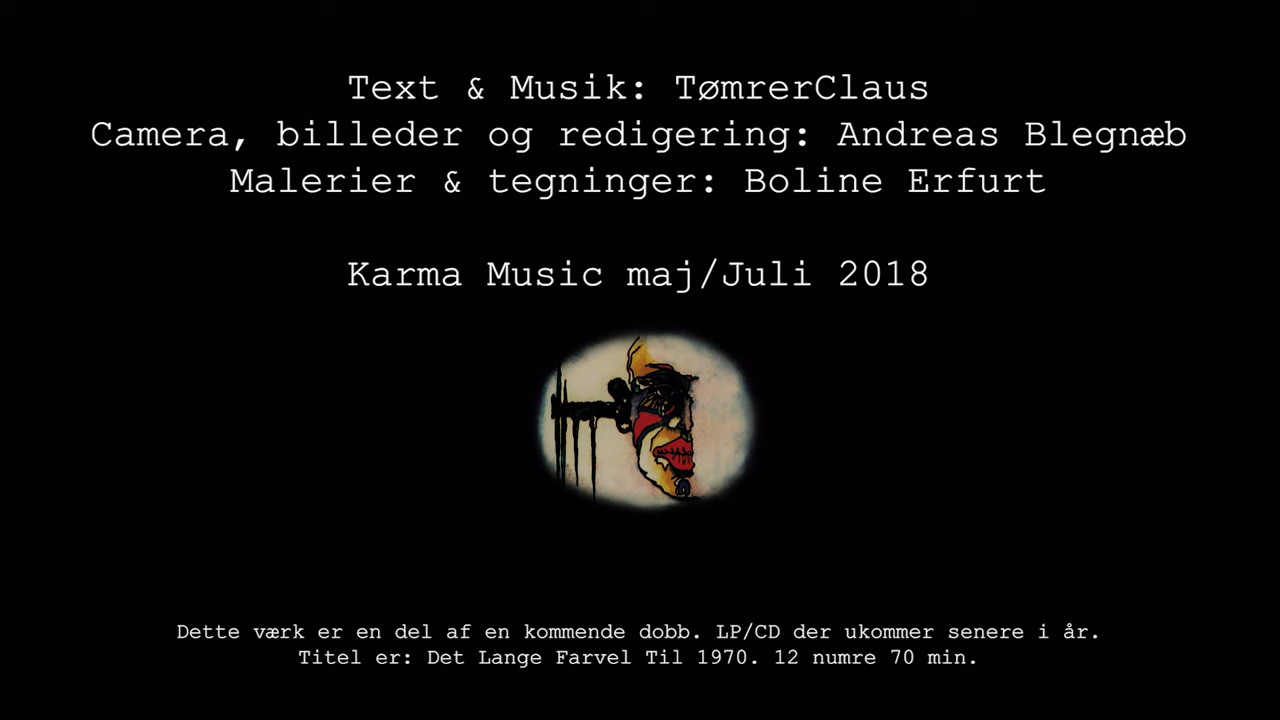 Text & Musik: TømrerClaus
Camera, billeder og redigering: Andreas Blegnæb
Malerier & tegninger: Boline Erfurt
Karma Music maj/Juli 2018
Dette værk er en del af en kommende dobb. LP/CD der ukommer senere i år.
Titel er: Det Lange Farvel Til 1970. 12 numre 70 min.